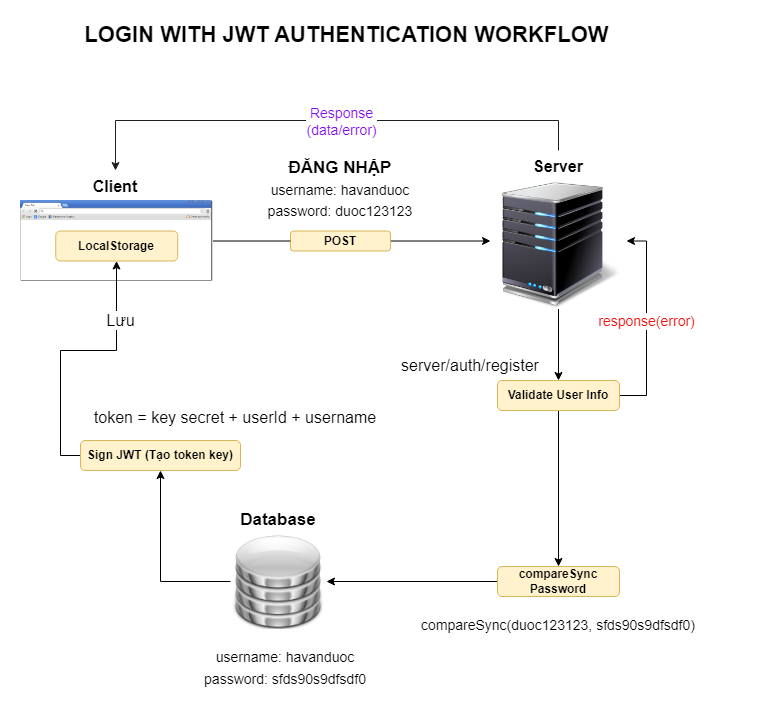 LOGIN WITH JWT AUTHENTICATION WORKFLOW
Response
(data/error)
ĐĂNG NHẬP
Server
Client
username: havanduoc
password: duoc123123
POST
LocalStorage
Lưu
response(error)
server/auth/register
Validate User Info
token = key secret + userId + username
Sign JWT (Tạo token key)
Database
compareSync
Password
compareSync(duoc123123, sfds90s9dfsdf0)
username: havanduoc
password: sfds90s9dfsdf0